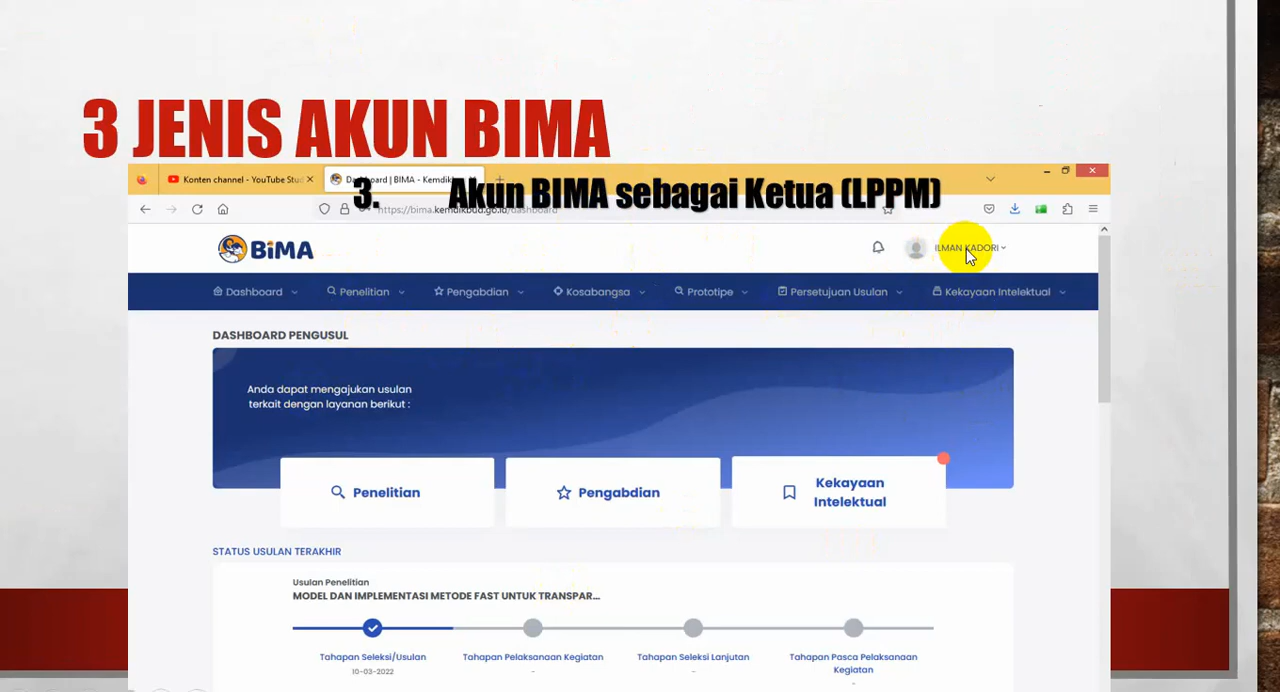 3 JENIS AKUN BIMA
Konten channel - YouTube Stud
Dashboard | BIMA - Kemdik
3. Akun BIMA sebagai Ketua (LPPM)
https://bima.kemdikbud.go.id/dashboard
BIMA
ILMAN KADORI
Dashboard Penelitian Pengabdian Kosabangsa Prototipe Persetujuan Usulan Kekayaan Intelektual
DASHBOARD PENGUSUL
Anda dapat mengajukan usulan
terkait dengan layanan berikut :
Penelitian
Pengabdian
Kekayaan
Intelektual
STATUS USULAN TERAKHIR
Usulan Penelitian
MODEL DAN IMPLEMENTASI METODE FAST UNTUK TRANSPAR...
Tahapan Seleksi/Usulan
10-03-2022
Tahapan Pelaksanaan Kegiatan
-
Tahapan Seleksi Lanjutan
-
Tahapan Pasca Pelaksanaan
Kegiatan
-